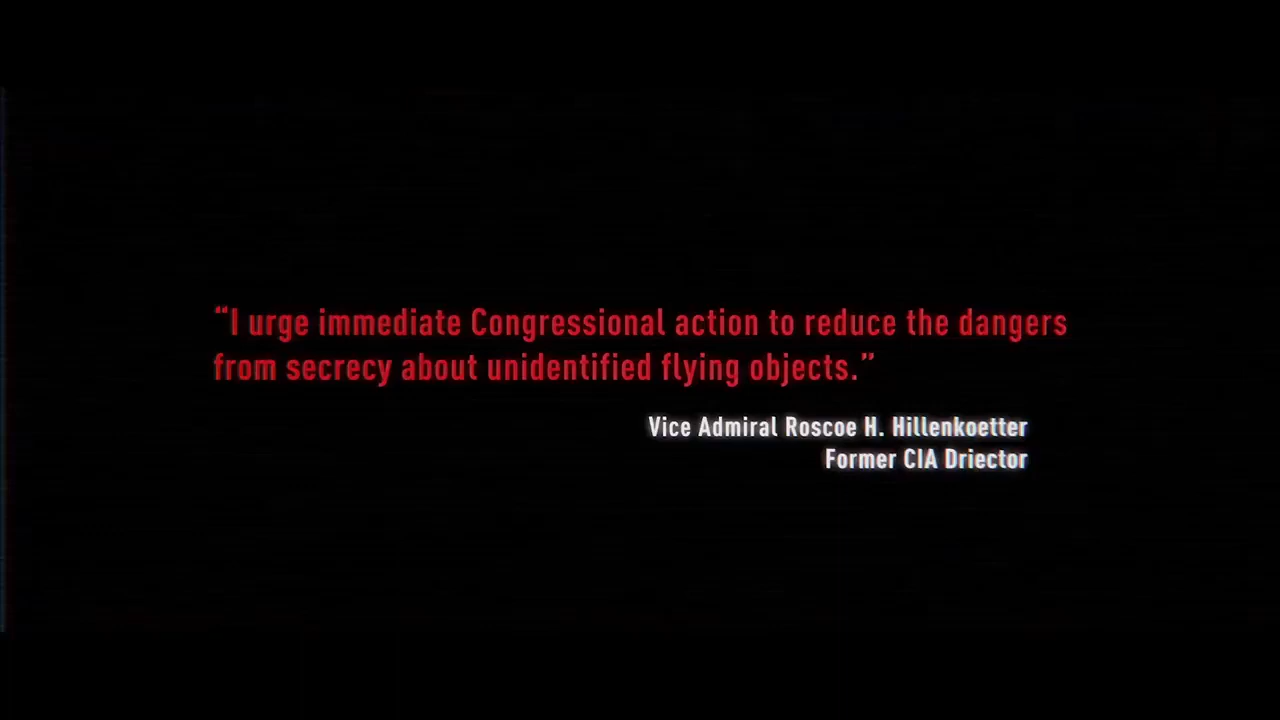 “I urge immediate Congressional action to reduce the dangers
from secrecy about unidentified flying objects.”
Vice Admiral Roscoe H. Hillenkoetter
Former CIA Driector